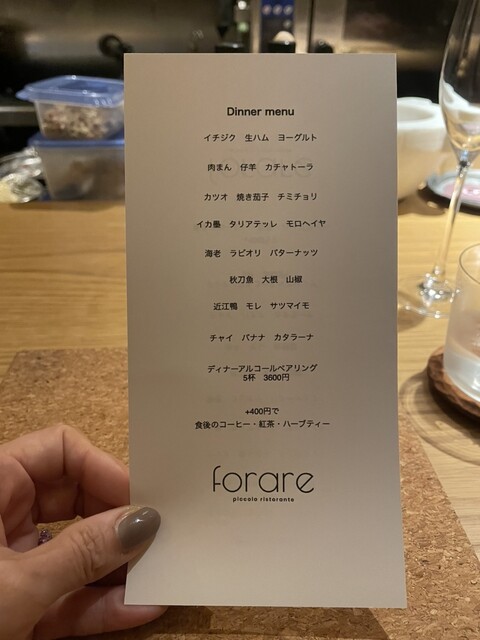 Dinner menu
イチジク 生ハム ヨーグルト
肉まん 仔羊 カチャトーラ
カツオ 焼き茄子 チミチョリ
イカ墨 タリアテッレ モロヘイヤ
海老 ラビオリ バターナッツ
秋刀魚 大根 山椒
近江鴨 モレ サツマイモ
チャイ バナナ カタラーナ
ディナーアルコールペアリング
5杯 3600円
+400円で
食後のコーヒー・紅茶・ハーブティー
forare
piccolo ristorante